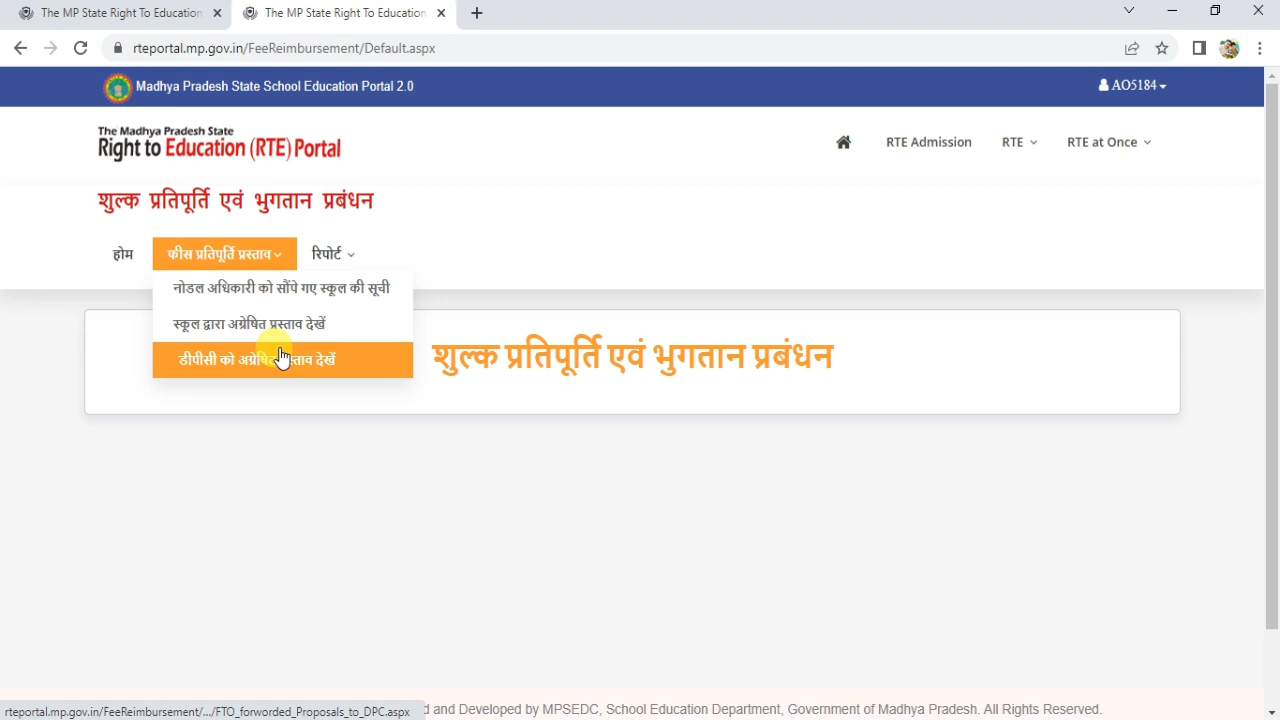 The MP State Right To Education
The MP State Right To Education
rteportal.mp.gov.in/FeeReimbursement/Default.aspx
Madhya Pradesh State School Education Portal 2.0
AO5184
The Madhya Pradesh State
Right to Education (RTE) Portal
RTE Admission
RTE
RTE at Once
शुल्क प्रतिपूर्ति एवं भुगतान प्रबंधन
होम
फीस प्रतिपूर्ति प्रस्ताव
रिपोर्ट
नोडल अधिकारी को सौंपे गए स्कूल की सूची
स्कूल द्वारा अग्रेषित प्रस्ताव देखें
डीपीसी को देखें
शुल्क प्रतिपूर्ति एवं भुगतान प्रबंधन
rteportal.mp.gov.in/FeeReimbursement/.../FTO_forworded_Proposals_to_DPC.aspx
and Developed by MPSEDC, School Education Department, Government of Madhya Pradesh. All Rights Reserved.